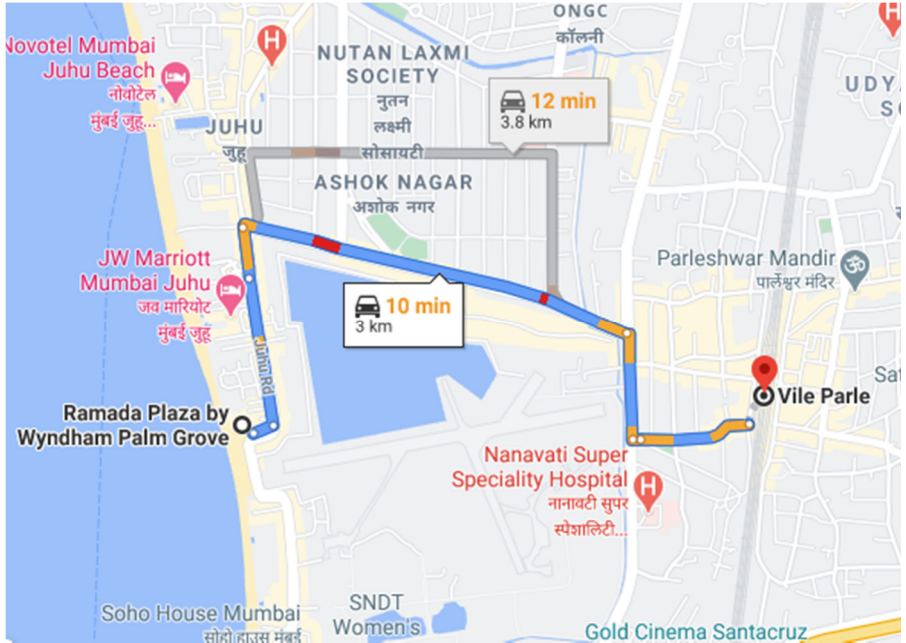 ONGC
कॉलनी
Novotel Mumbai
Juhu Beach
नोवोटेल
मुंबई जुहू...
NUTAN LAXMI
SOCIETY
नुतन
लक्ष्मी
सोसायटी
12 min
3.8 km
JUHU
जुहू
ASHOK NAGAR
अशोक नगर
JW Marriott
Mumbai Juhu
जव मारियोट
मुंबई जुहू
Parleshwar Mandir
पार्लेश्वर मंदिर
10 min
3 km
Juhu Rd
Vile Parle
Ramada Plaza by
Wyndham Palm Grove
Nanavati Super
Speciality Hospital
नानावटी सुपर
स्पेशालिटी...
Soho House Mumbai
सोहो हाउस मुंबई
SNDT
Women's
Gold Cinema Santacruz